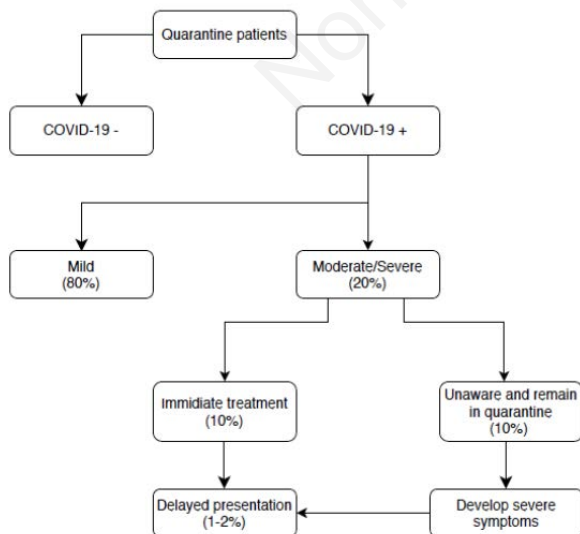 Quarantine patients
COVID-19 -
COVID-19 +
Mild
(80%)
Moderate/Severe
(20%)
Immidiate treatment
(10%)
Unaware and remain
in quarantine
(10%)
Delayed presentation
(1-2%)
Develop severe
symptoms